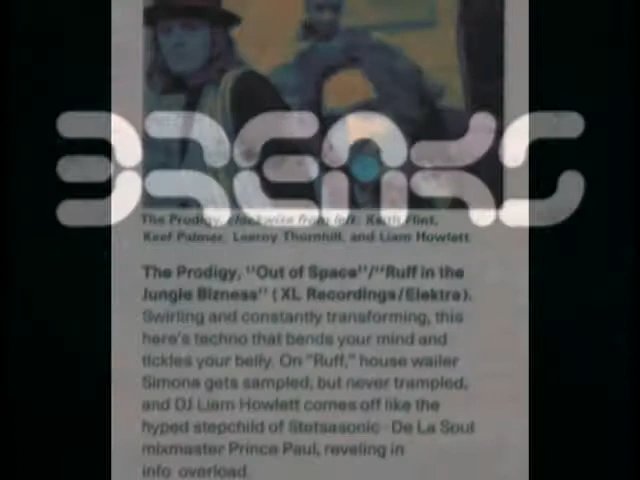 BREAKS
The Prodigy, clockwise from left: Keith Flint,
Keef Palmer, Leeroy Thornhill, and Liam Howlett
The Prodigy, "Out of Space"/"Ruff in the
Jungle Bizness" (XL Recordings/Elektra).
Swirling and constantly transforming, this
here's techno that bends your mind and
tickles your belly. On "Ruff," house wailer
Simona gets sampled, but never trampled,
and DJ Liam Howlett comes off like the
hyped stepchild of Stetsasonic-De La Soul
mixmaster Prince Paul, reveling in
info overload.